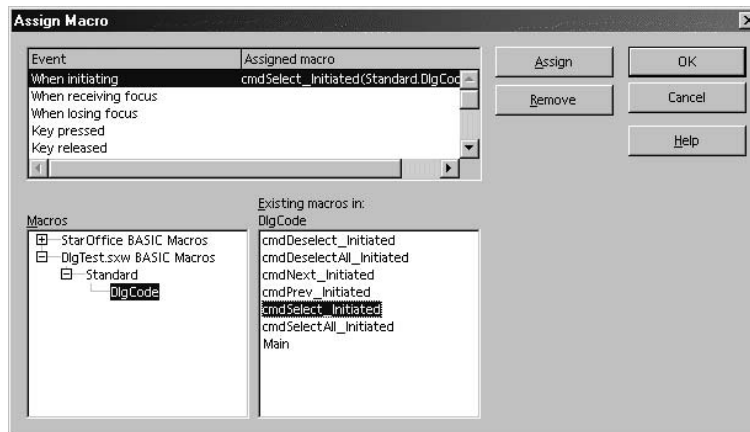 Assign Macro
Event Assigned macro
When initiating cmdSelect_Initiated(Standard.DlgCod
When receiving focus
When losing focus
Key pressed
Key released
Assign
Remove
OK
Cancel
Help
Macros
StarOffice BASIC Macros
DlgTest.sxw BASIC Macros
Standard
DlgCode
Existing macros in:
DlgCode
cmdDeselect_Initiated
cmdDeselectAll_Initiated
cmdNext_Initiated
cmdPrev_Initiated
cmdSelect_Initiated
cmdSelectAll_Initiated
Main